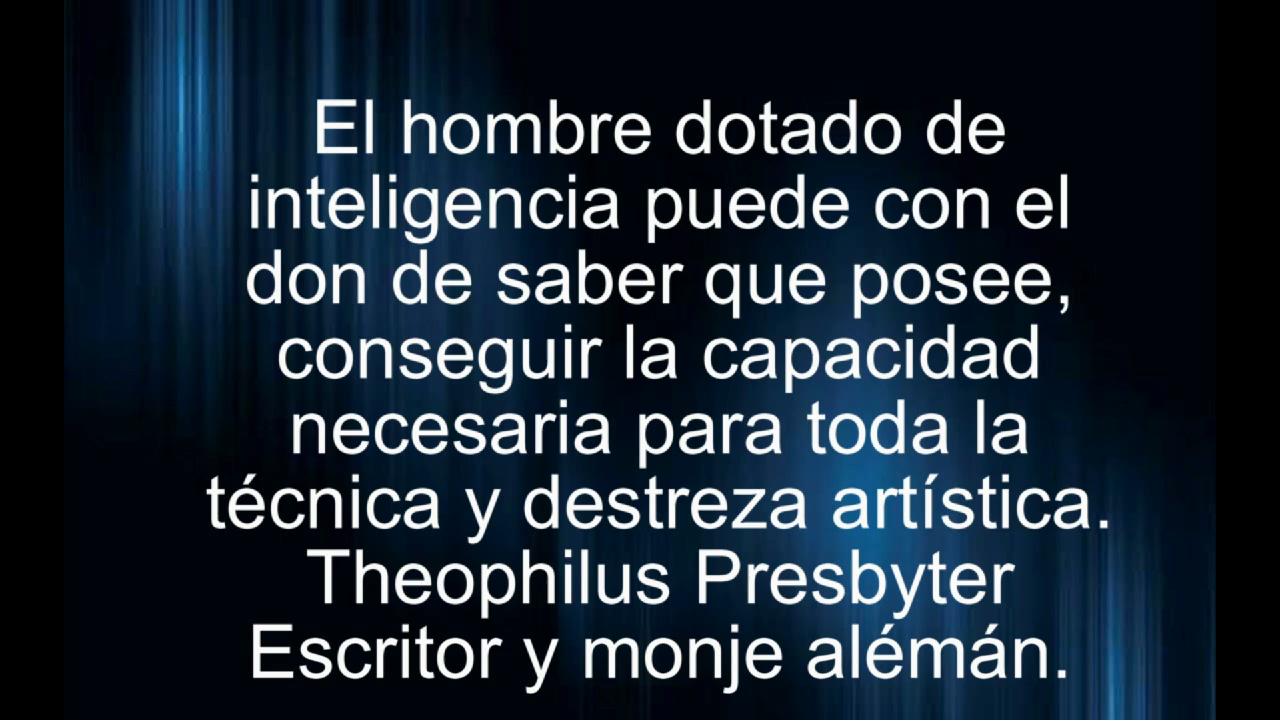 El hombre dotado de
inteligencia puede con el
don de saber que posee,
conseguir la capacidad
necesaria para toda la
técnica y destreza artística.
Theophilus Presbyter
Escritor y monje alémán.